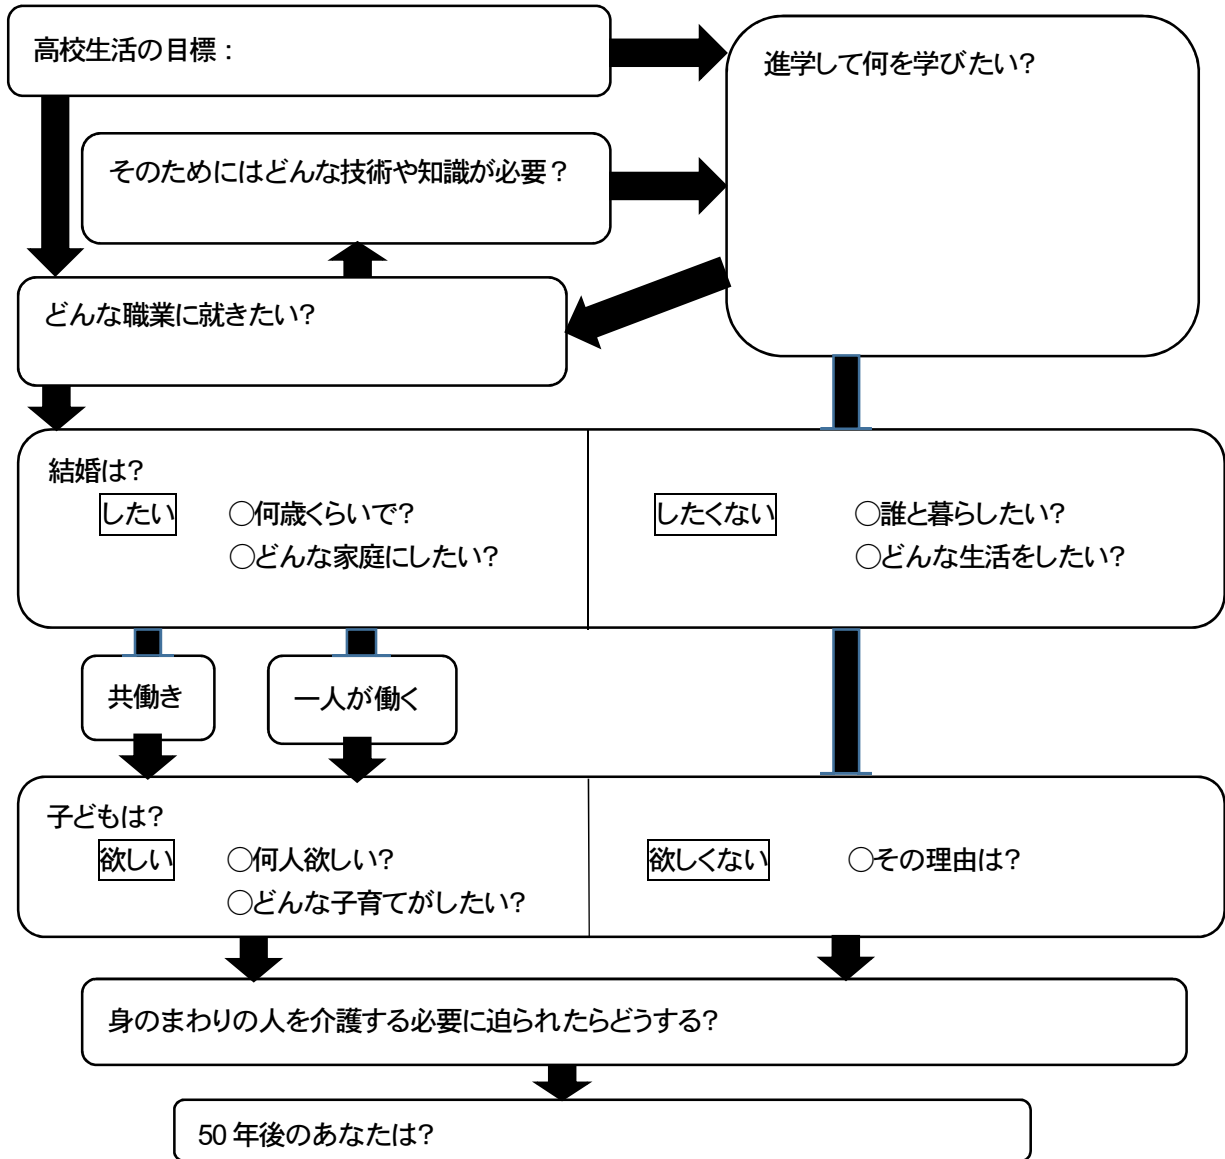 高校生活の目標：
進学して何を学びたい？
そのためにはどんな技術や知識が必要？
どんな職業に就きたい？
結婚は？
したい ○何歳くらいで？
○どんな家庭にしたい？
したくない ○誰と暮らしたい？
○どんな生活をしたい？
共働き
一人が働く
子どもは？
欲しい ○何人欲しい？
○どんな子育てがしたい？
欲しくない ○その理由は？
身のまわりの人を介護する必要に迫られたらどうする？
50年後のあなたは？